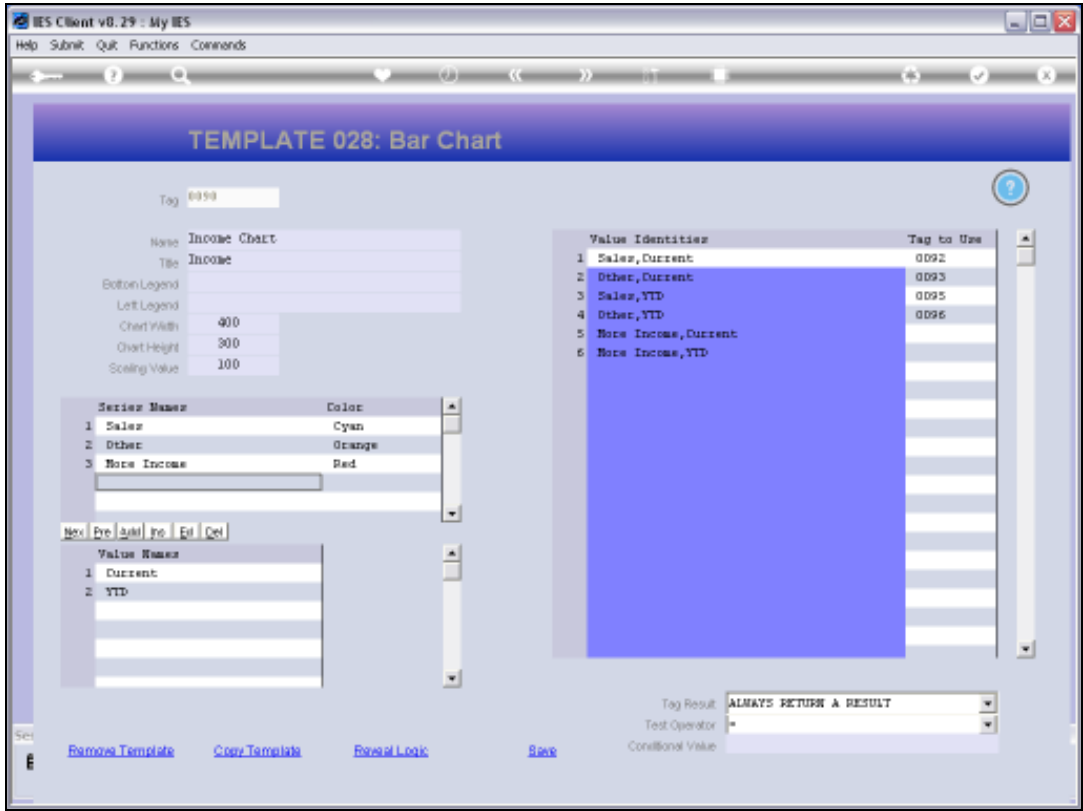 IES Client v8.29 : My IES
Help Submit Quit Functions Commands
TEMPLATE 028: Bar Chart
Tag 0090
Name Income Chart
Title Income
Bottom Legend
Left Legend
Chart Width 400
Chart Height 300
Scaling Value 100
Series Names Color
1 Sales Cyan
2 Other Orange
3 More Income Red
Nex Pre Add Ins Ed Del
Value Names
1 Current
2 YTD
Value Identities Tag to Use
1 Sales,Current 0092
2 Other,Current 0093
3 Sales,YTD 0095
4 Other,YTD 0096
5 More Income,Current
6 More Income,YTD
Tag Result ALWAYS RETURN A RESULT
Test Operator =
Conditional Value
Remove Template Copy Template Reveal Logic Save